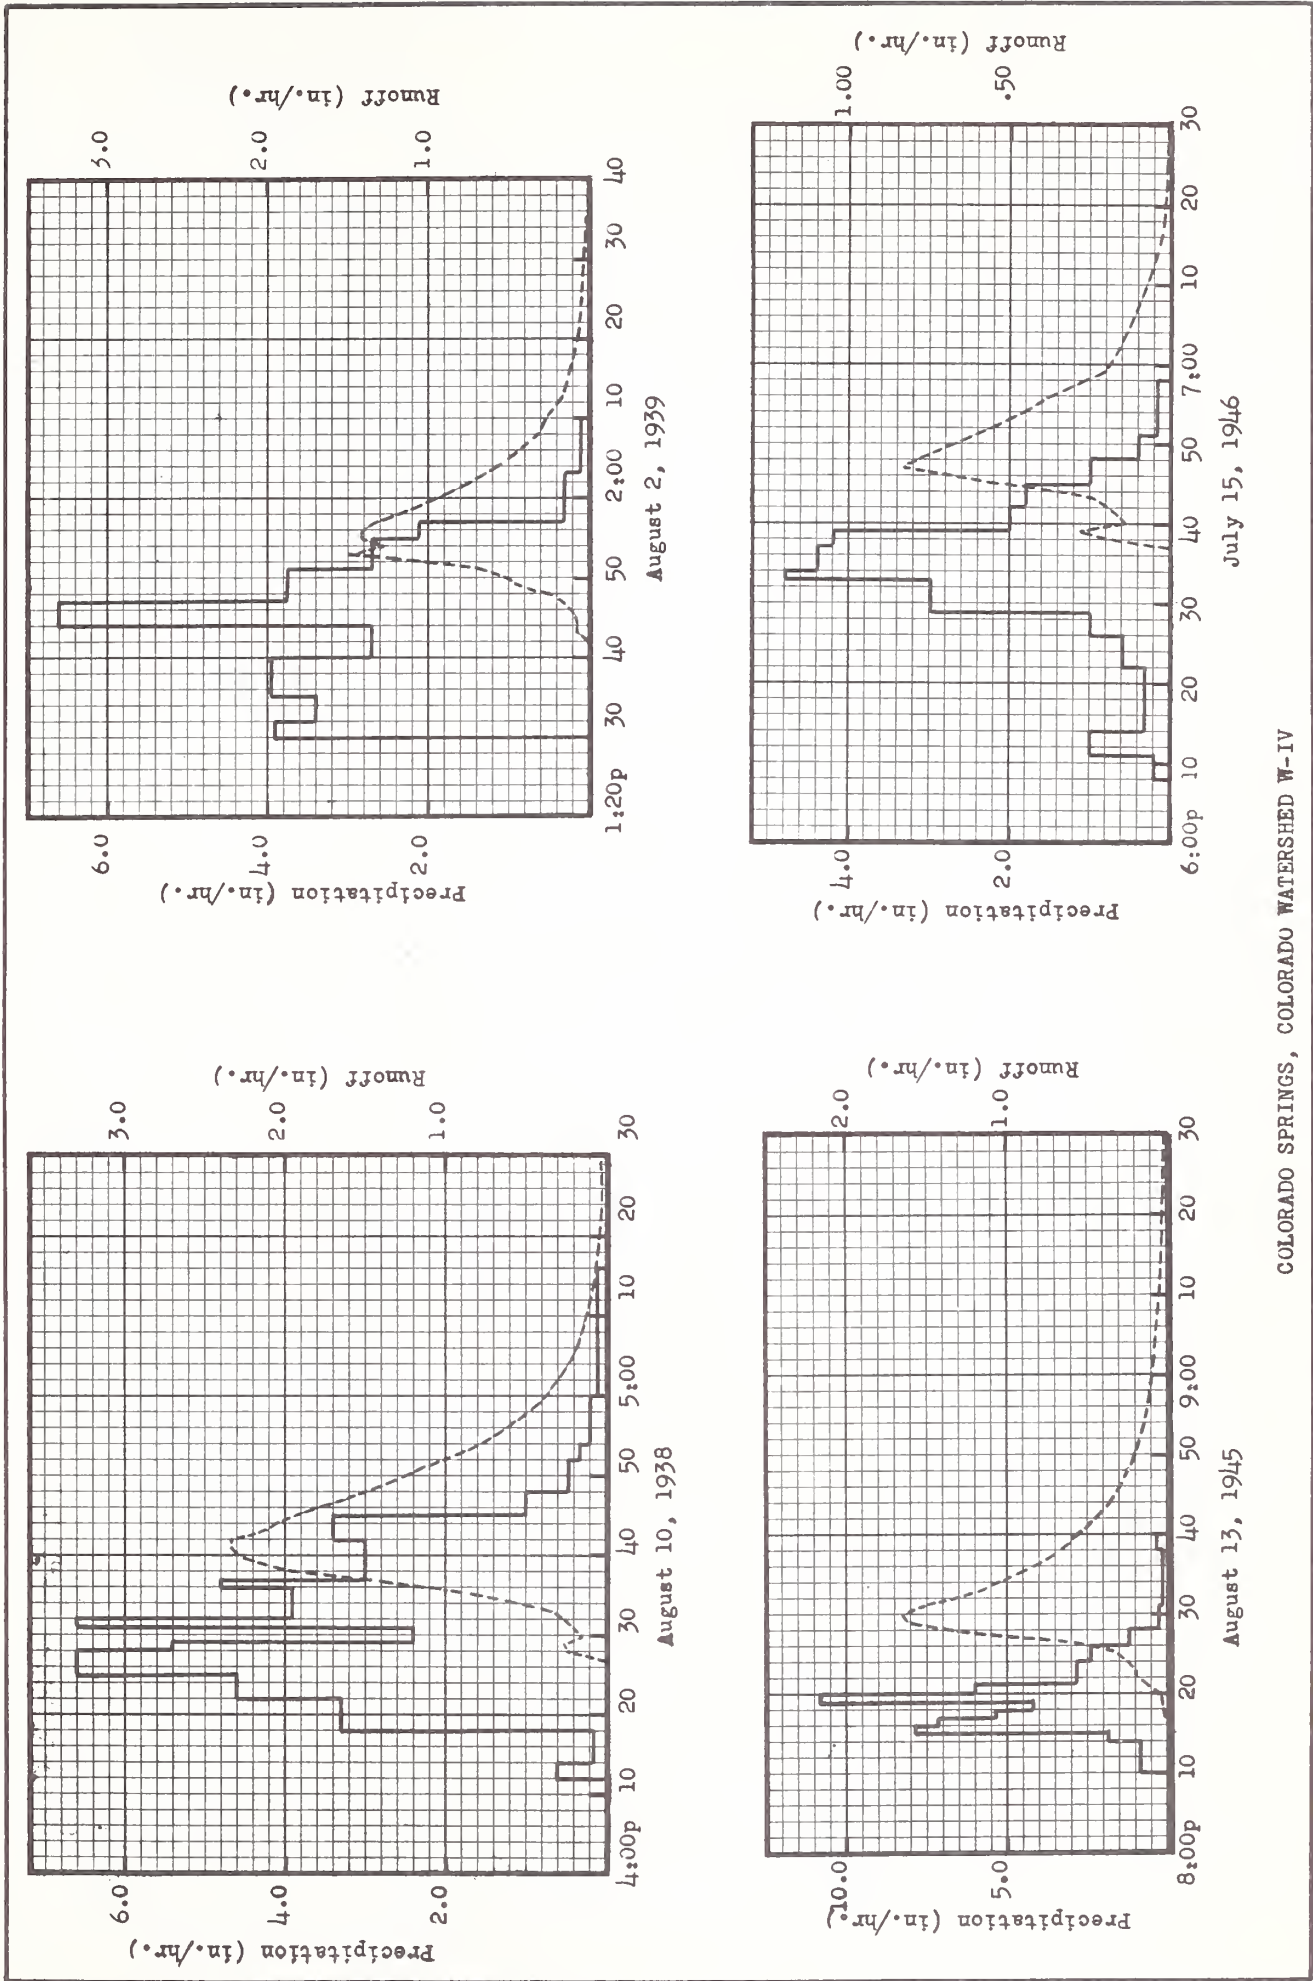 Precipitation (in./hr.)
6.0
4.0
2.0
Runoff (in./hr.)
3.0
2.0
1.0
4:00p 10 20 30 40 50 5:00 10 20 30
August 10, 1938
Precipitation (in./hr.)
6.0
4.0
2.0
Runoff (in./hr.)
3.0
2.0
1.0
1:20p 30 40 50 2:00 10 20 30 40
August 2, 1939
Precipitation (in./hr.)
10.0
5.0
Runoff (in./hr.)
2.0
1.0
8:00p 10 20 30 40 50 9:00 10 20 30
August 13, 1945
Precipitation (in./hr.)
4.0
2.0
Runoff (in./hr.)
1.00
.50
6:00p 10 20 30 40 50 7:00 10 20 30
July 15, 1946
COLORADO SPRINGS, COLORADO WATERSHED W-IV